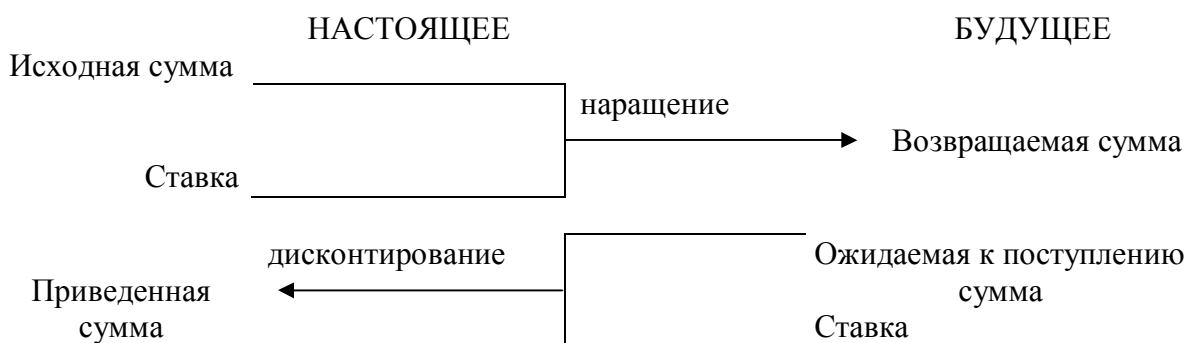 НАСТОЯЩЕЕ БУДУЩЕЕ
Исходная сумма
наращение
Возвращаемая сумма
Ставка
дисконтирование
Ожидаемая к поступлению
сумма
Приведенная
сумма
Ставка